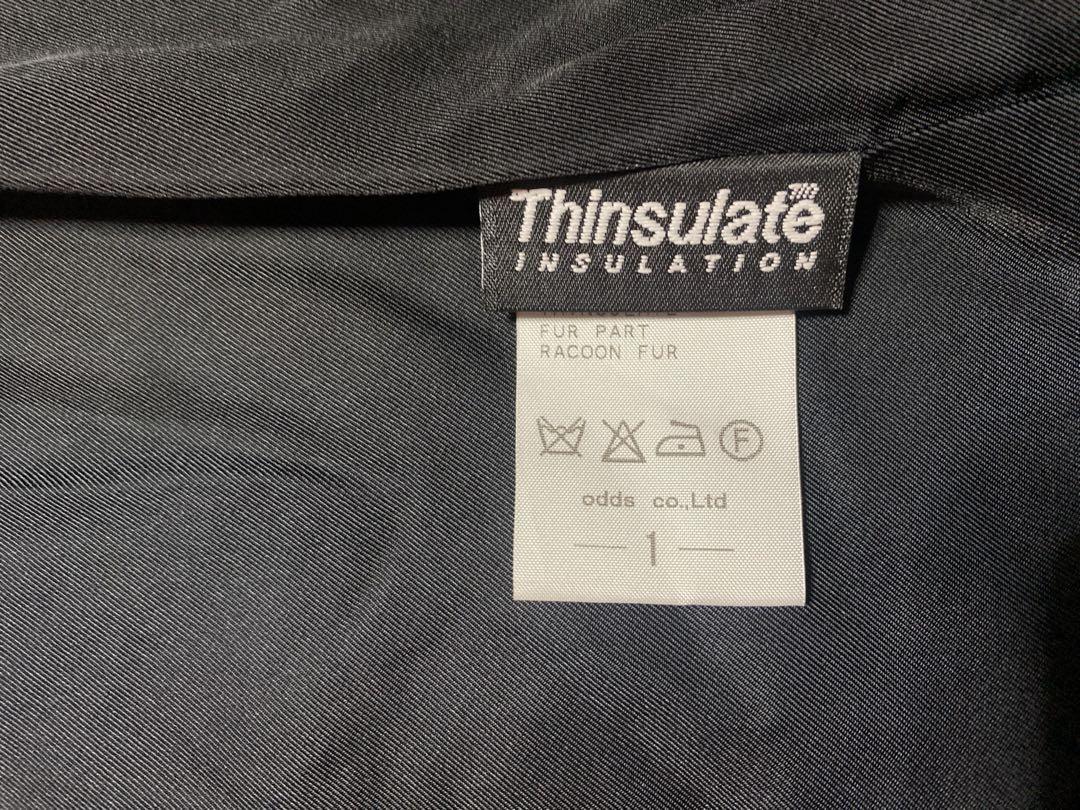 Thinsulate
INSULATION
FUR PART
RACOON FUR
F
odds co.,Ltd
— 1 —